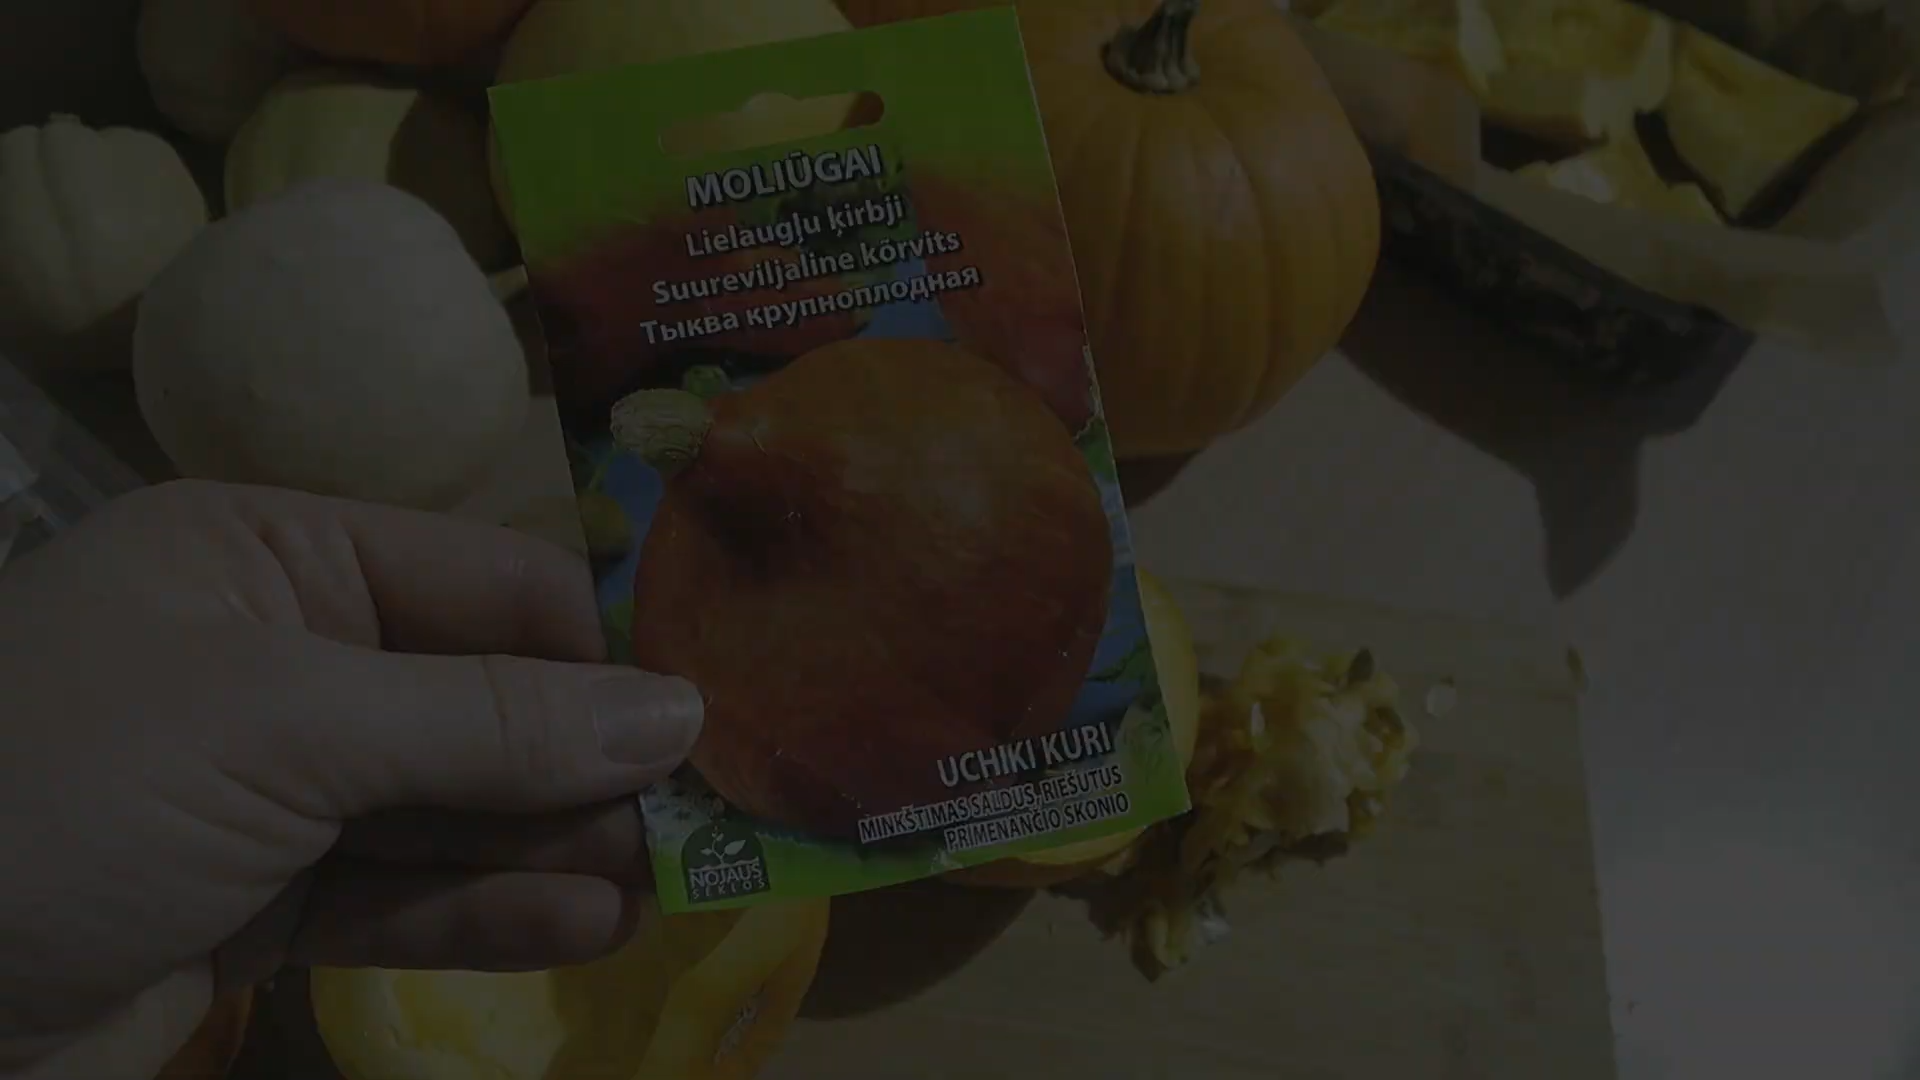 MOLIŪGAI
Lielaugļu ķirbji
Suureviljaline kõrvits
Тыква крупноплодная
UCHIKI KURI
MINKŠTIMAS SALDUS, RIEŠUTUS
PRIMENANČIO SKONIO
NOJAUS
SĖKLOS